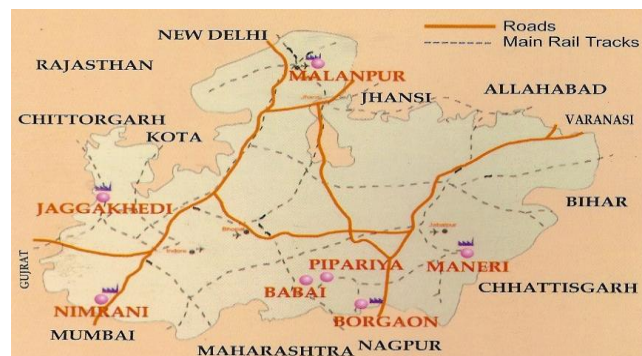 Roads
Main Rail Tracks
NEW DELHI
RAJASTHAN
MALANPUR
JHANSI
ALLAHABAD
CHITTORGARH
KOTA
VARANASI
JAGGAKHEDI
BIHAR
GUJRAT
PIPARIYA
MANERI
BABAI
CHHATTISGARH
NIMRANI
BORGAON
MUMBAI
NAGPUR
MAHARASHTRA